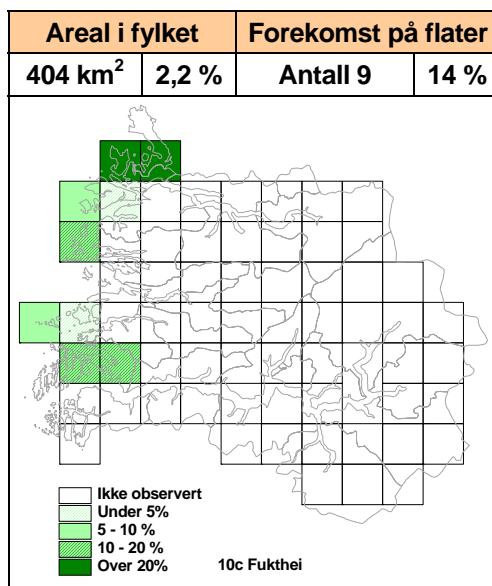 Areal i fylket Forekomst på flater
404 km² 2,2 % Antall 9 14 %
Ikke observert
Under 5%
5 - 10 %
10 - 20 %
Over 20% 10c Fukthei